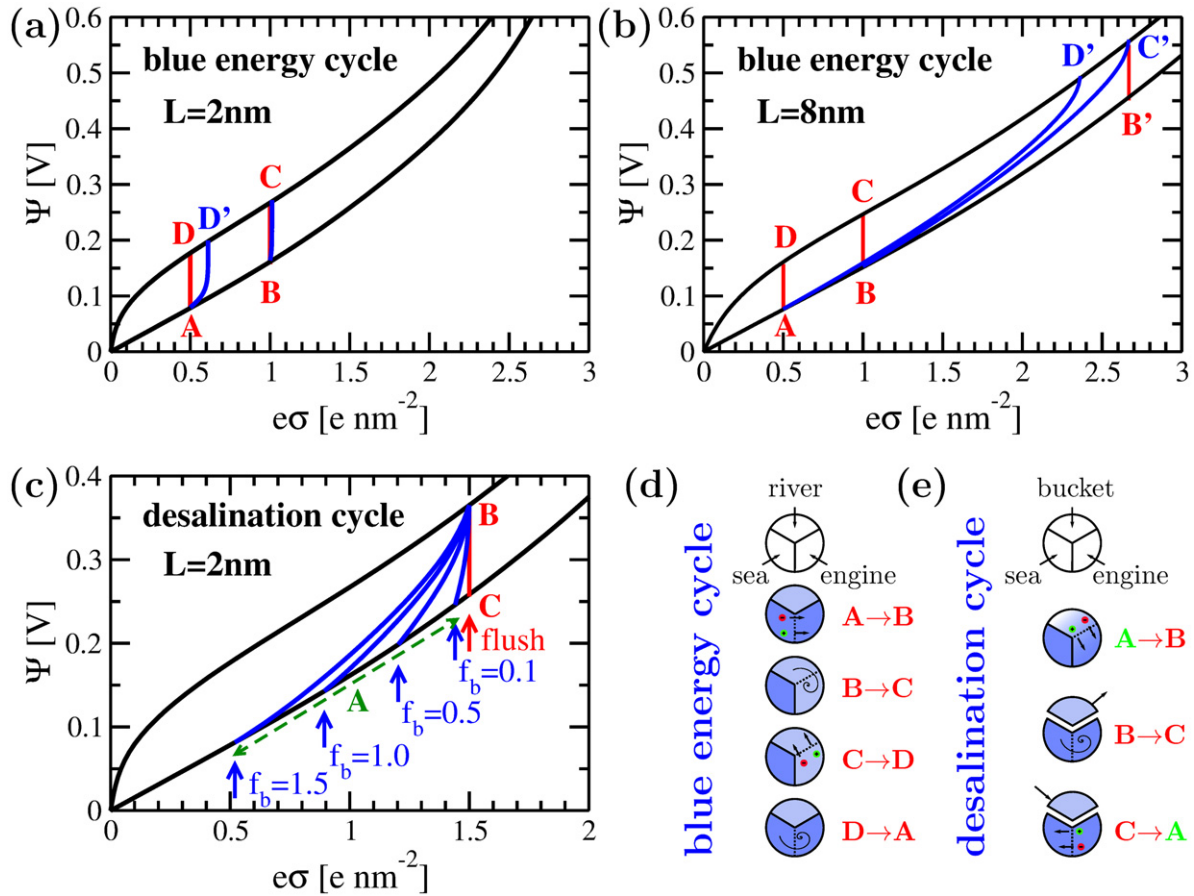 (a)
blue energy cycle
L=2nm
Ψ [V]
0.6
0.5
0.4
0.3
0.2
0.1
0
D
D’
C
A
B
0 0.5 1 1.5 2 2.5 3
eσ [e nm⁻²]
(b)
blue energy cycle
L=8nm
Ψ [V]
0.6
0.5
0.4
0.3
0.2
0.1
0
D’
C’
B’
D
C
A
B
0 0.5 1 1.5 2 2.5 3
eσ [e nm⁻²]
(c)
desalination cycle
L=2nm
Ψ [V]
0.4
0.3
0.2
0.1
0
B
C
flush
A
f_b=0.1
f_b=0.5
f_b=1.0
f_b=1.5
0 0.5 1 1.5 2
eσ [e nm⁻²]
(d)
blue energy cycle
river
sea
engine
A→B
B→C
C→D
D→A
(e)
desalination cycle
bucket
sea
engine
A→B
B→C
C→A